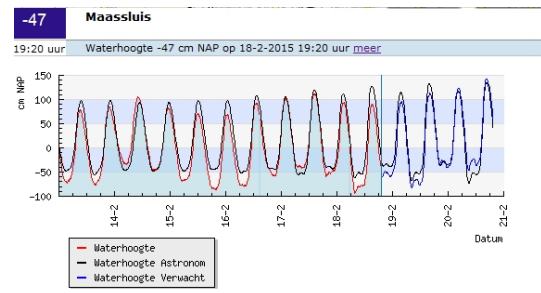 -47 Maassluis
19:20 uur Waterhoogte -47 cm NAP op 18-2-2015 19:20 uur meer
cm NAP
150
100
50
0
-50
-100
14-2 15-2 16-2 17-2 18-2 19-2 20-2 21-2
Datum
Waterhoogte
Waterhoogte Astronom
Waterhoogte Verwacht